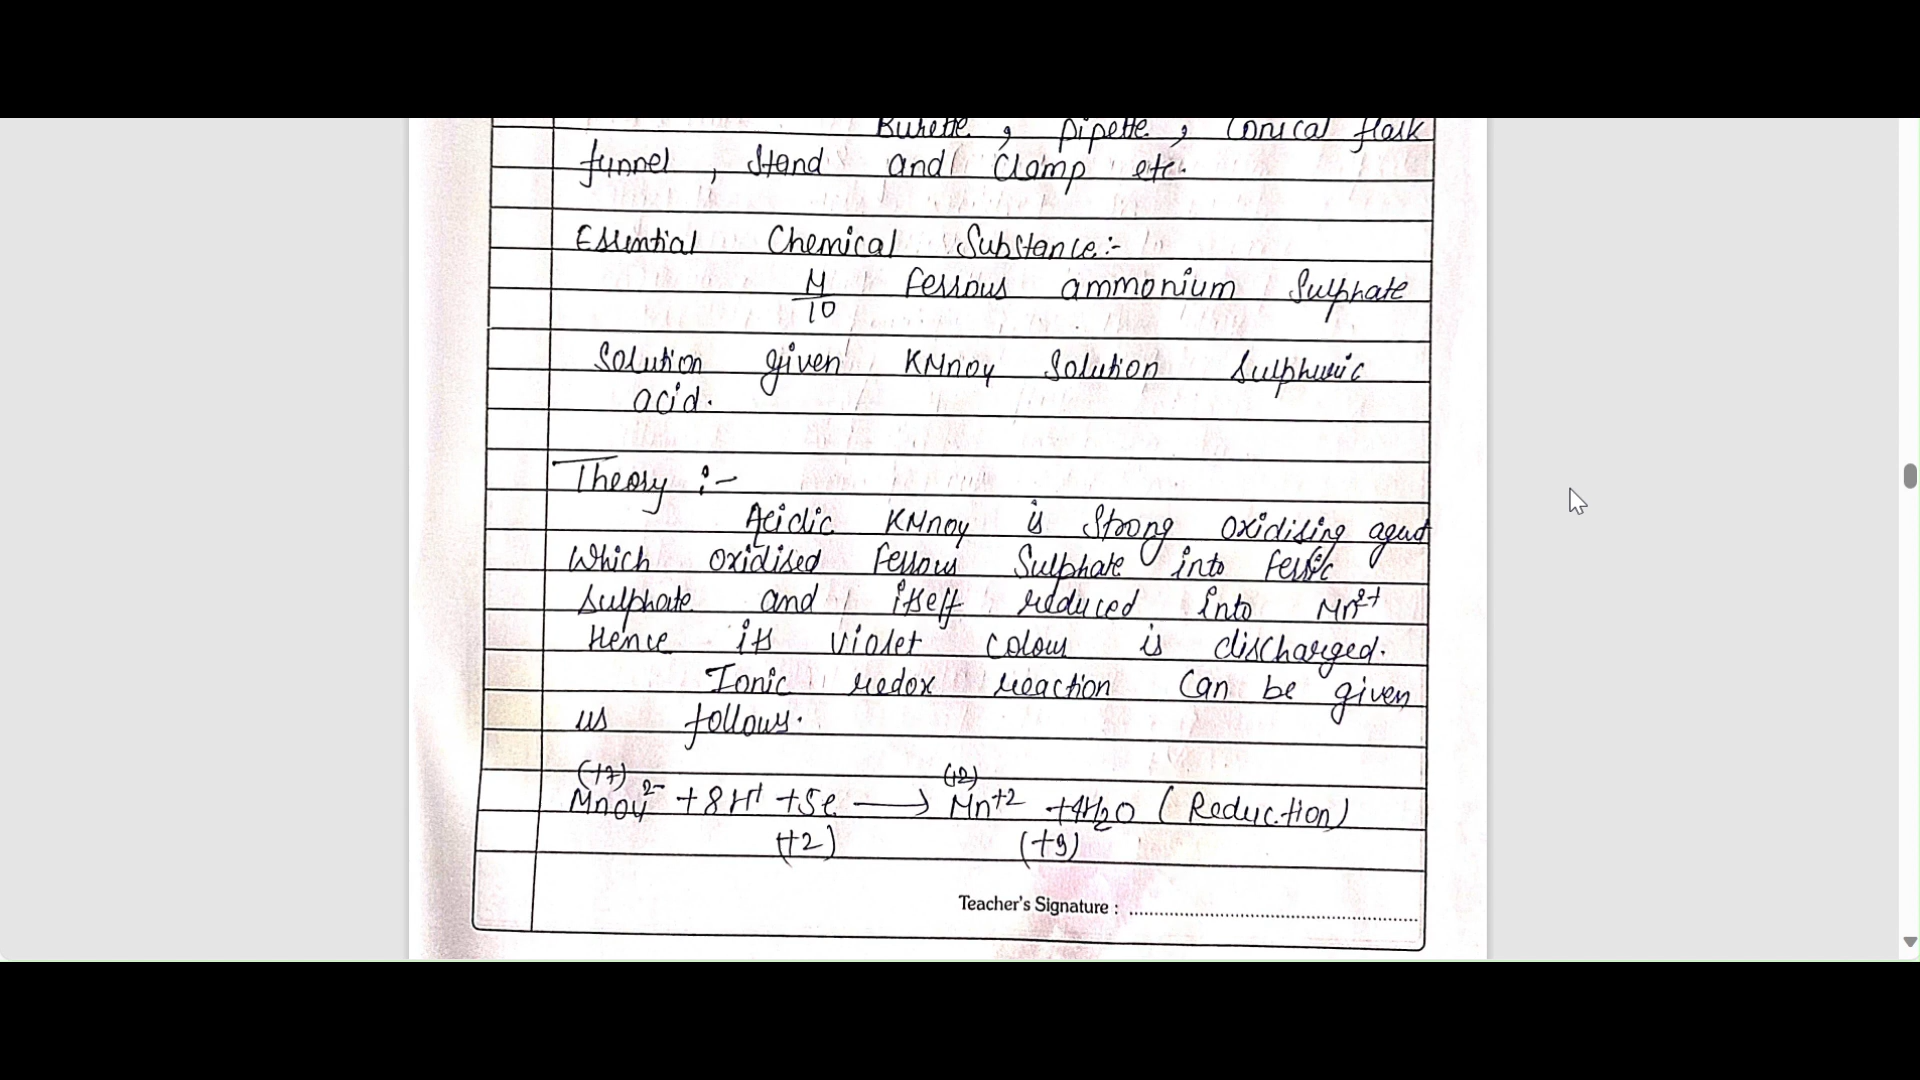 Burette, pipette, Conical flask
funnel, Stand and Clamp etc.
Essential Chemical Substance:-
M/10 Ferrous ammonium Sulphate
Solution given KMnO4 Solution Sulphuric
acid.
Theory :-
Acidic KMnO4 is Strong oxidising agent
Which oxidised Ferrous Sulphate into Ferric
Sulphate and itself reduced into Mn2+
Hence its violet colour is discharged.
Ionic redox reaction Can be given
us follows.
(+7) (+2)
MnO4 2- + 8H+ + 5e ⟶ Mn+2 + 4H2O (Reduction)
(+2) (+3)
Teacher's Signature : ........................